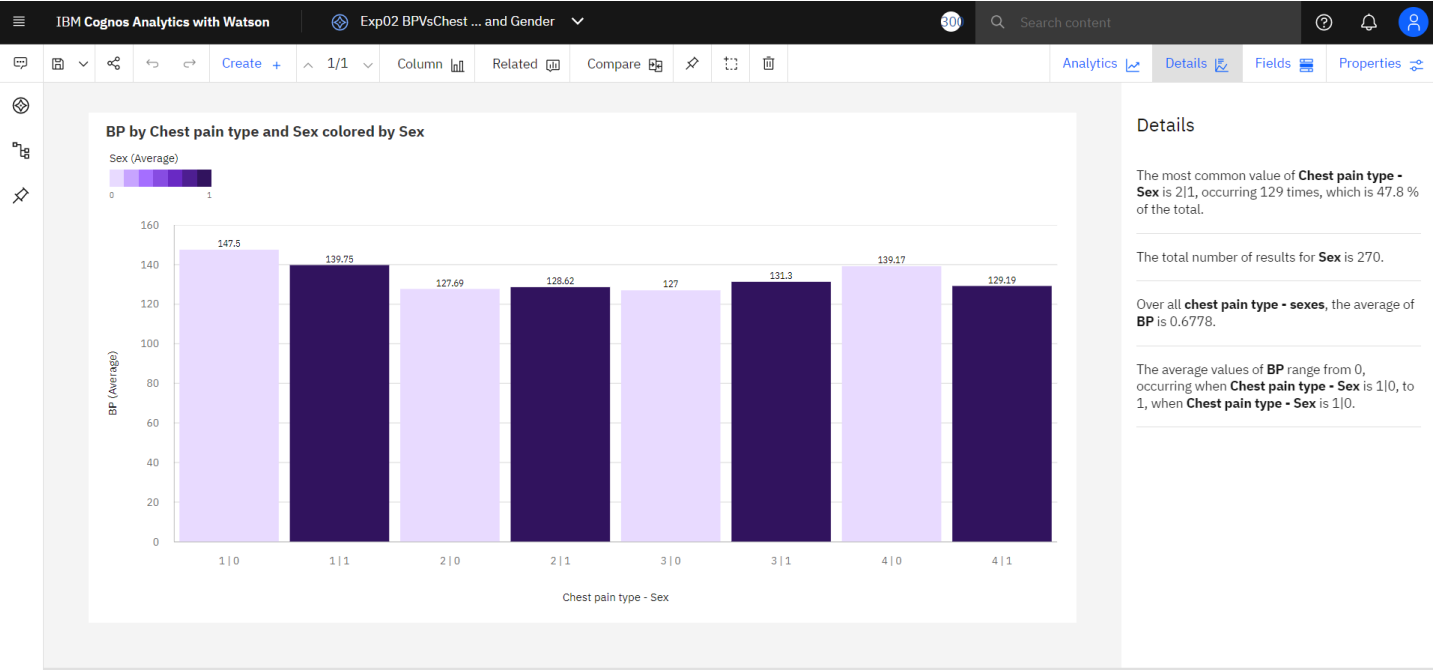 IBM Cognos Analytics with Watson
Exp02 BPVsChest ... and Gender
300
Search content
Create +
1/1
Column
Related
Compare
Analytics
Details
Fields
Properties
BP by Chest pain type and Sex colored by Sex
Sex (Average)
0 1
BP (Average)
160
140
120
100
80
60
40
20
0
147.5
139.75
127.69
128.62
127
131.3
139.17
129.19
1 | 0
1 | 1
2 | 0
2 | 1
3 | 0
3 | 1
4 | 0
4 | 1
Chest pain type - Sex
Details
The most common value of Chest pain type -
Sex is 2|1, occurring 129 times, which is 47.8 %
of the total.
The total number of results for Sex is 270.
Over all chest pain type - sexes, the average of
BP is 0.6778.
The average values of BP range from 0,
occurring when Chest pain type - Sex is 1|0, to
1, when Chest pain type - Sex is 1|0.